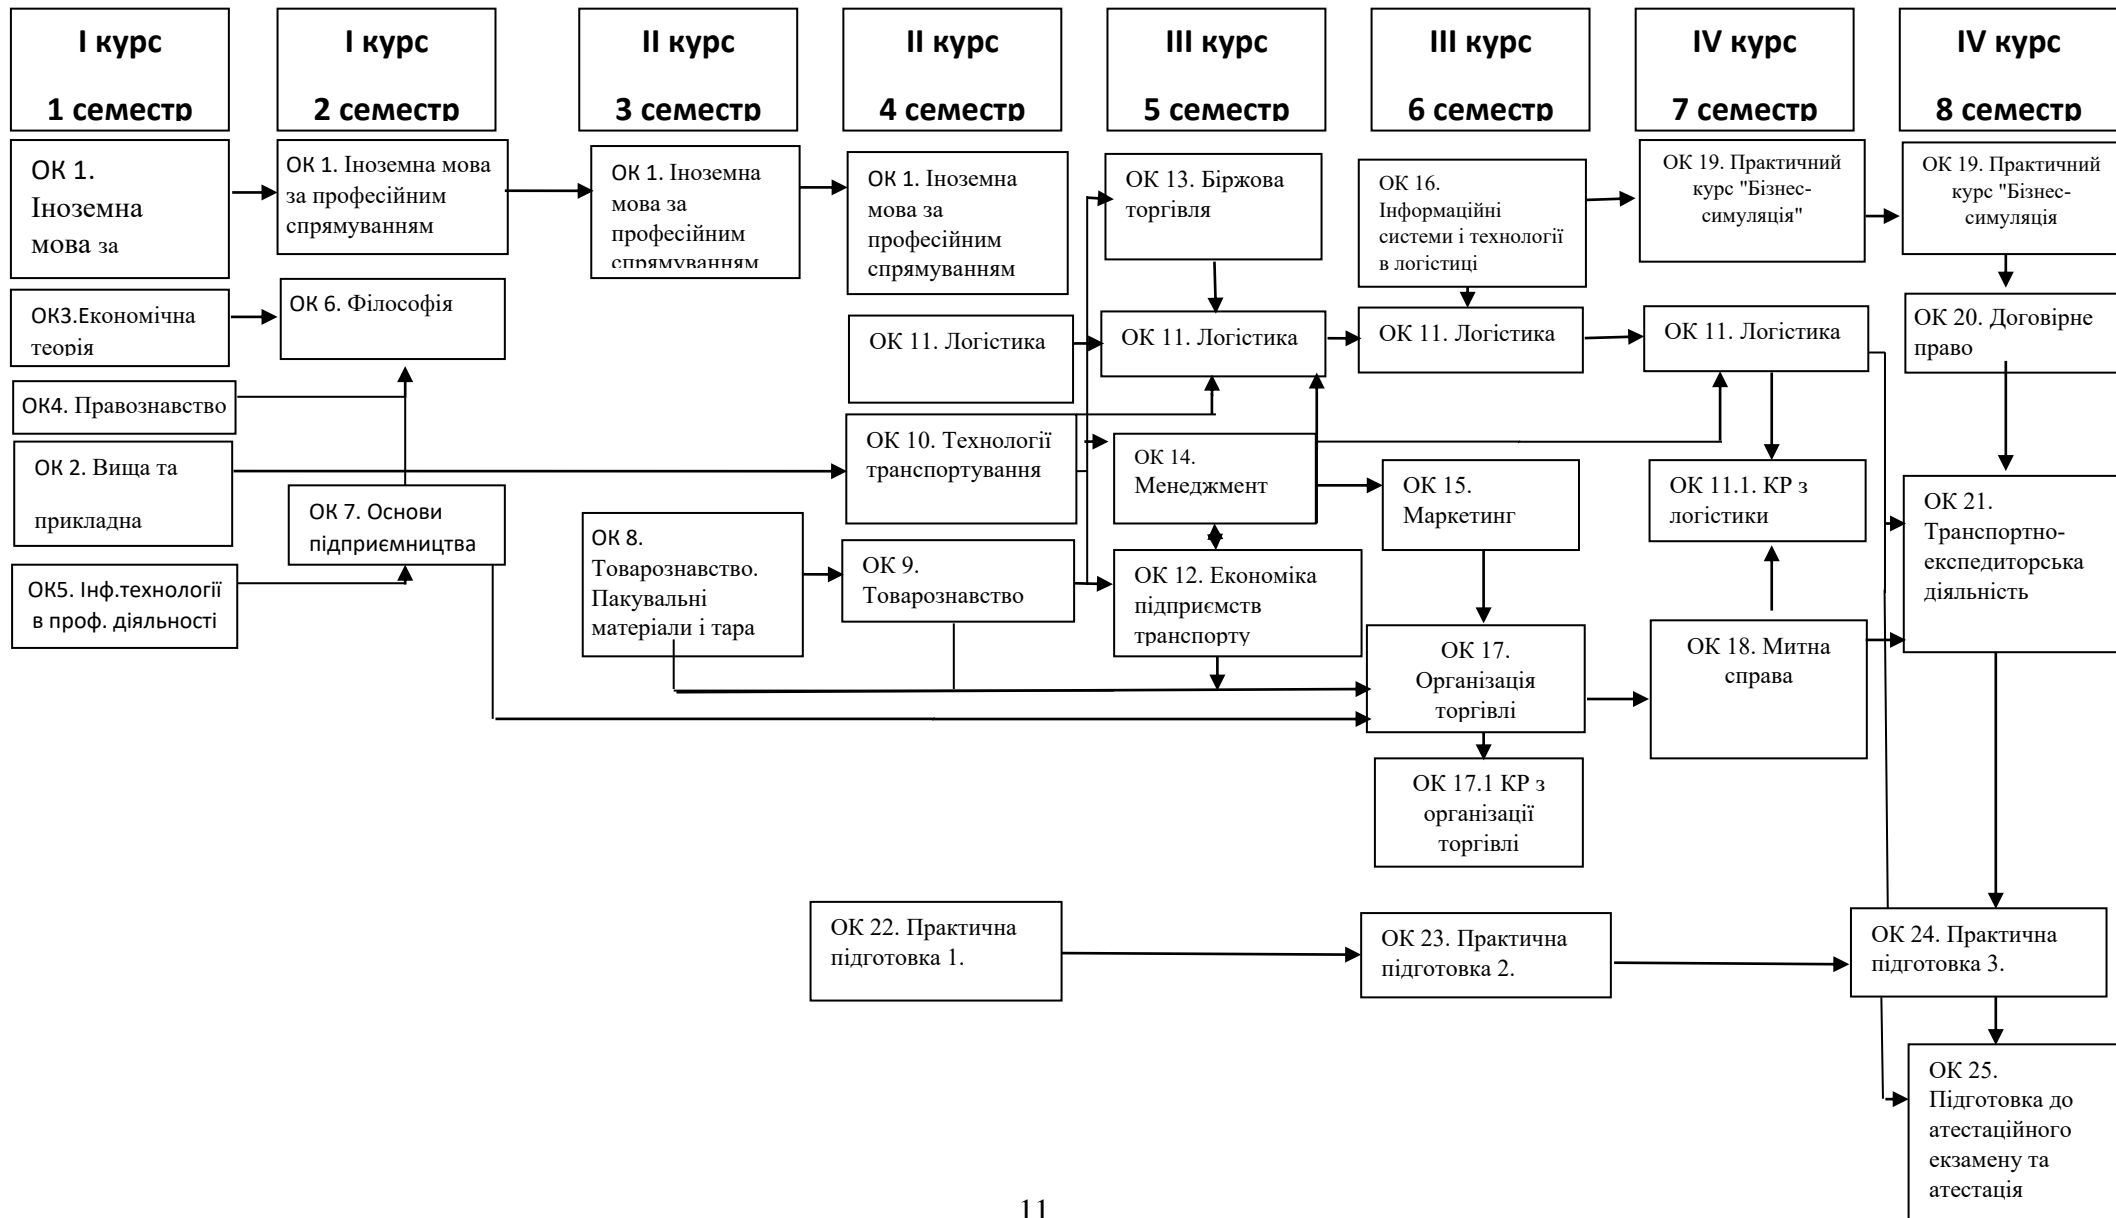 І курс
1 семестр
І курс
2 семестр
ІІ курс
3 семестр
ІІ курс
4 семестр
ІІІ курс
5 семестр
ІІІ курс
6 семестр
IV курс
7 семестр
IV курс
8 семестр
ОК 1.
Іноземна
мова за
ОК3.Економічна
теорія
ОК4. Правознавство
ОК 2. Вища та
прикладна
ОК5. Інф.технології
в проф. діяльності
ОК 1. Іноземна мова
за професійним
спрямуванням
ОК 6. Філософія
ОК 7. Основи
підприємництва
ОК 1. Іноземна
мова за
професійним
спрямуванням
ОК 8.
Товарознавство.
Пакувальні
матеріали і тара
ОК 1. Іноземна
мова за
професійним
спрямуванням
ОК 11. Логістика
ОК 10. Технології
транспортування
ОК 9.
Товарознавство
ОК 22. Практична
підготовка 1.
ОК 13. Біржова
торгівля
ОК 11. Логістика
ОК 14.
Менеджмент
ОК 12. Економіка
підприємств
транспорту
ОК 16.
Інформаційні
системи і технології
в логістиці
ОК 11. Логістика
ОК 15.
Маркетинг
ОК 17.
Організація
торгівлі
ОК 17.1 КР з
організації
торгівлі
ОК 23. Практична
підготовка 2.
ОК 19. Практичний
курс "Бізнес-
симуляція"
ОК 11. Логістика
ОК 11.1. КР з
логістики
ОК 18. Митна
справа
ОК 19. Практичний
курс "Бізнес-
симуляція
ОК 20. Договірне
право
ОК 21.
Транспортно-
експедиторська
діяльність
ОК 24. Практична
підготовка 3.
ОК 25.
Підготовка до
атестаційного
екзамену та
атестація
11